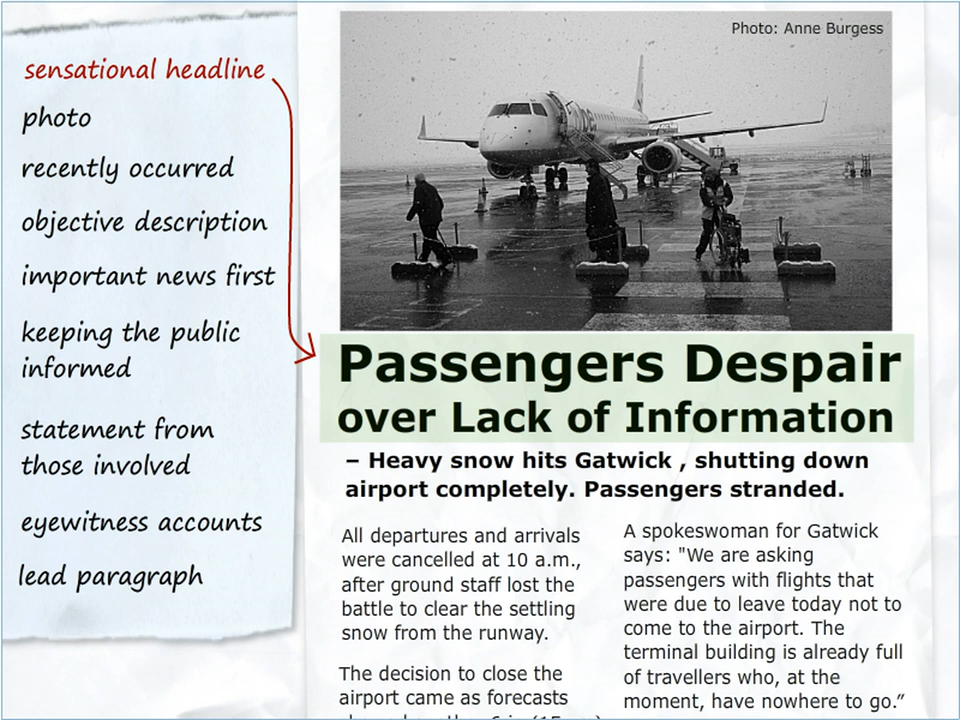 sensational headline
photo
recently occurred
objective description
important news first
keeping the public
informed
statement from
those involved
eyewitness accounts
lead paragraph
Photo: Anne Burgess
Passengers Despair
over Lack of Information
– Heavy snow hits Gatwick , shutting down
airport completely. Passengers stranded.
All departures and arrivals
were cancelled at 10 a.m.,
after ground staff lost the
battle to clear the settling
snow from the runway.
The decision to close the
airport came as forecasts
A spokeswoman for Gatwick
says: "We are asking
passengers with flights that
were due to leave today not to
come to the airport. The
terminal building is already full
of travellers who, at the
moment, have nowhere to go.”